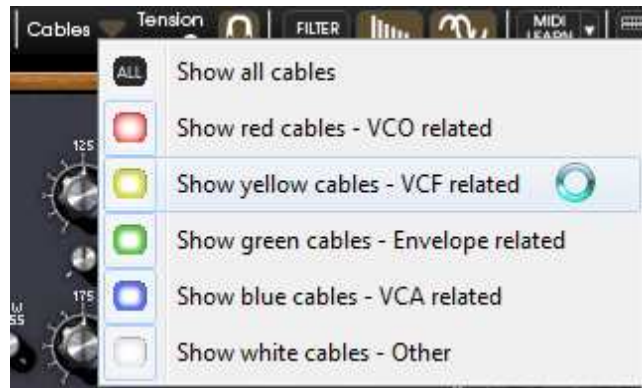 Cables Tension FILTER MIDI
ALL Show all cables
Show red cables - VCO related
125
Show yellow cables - VCF related
Show green cables - Envelope related
175 Show blue cables - VCA related
Show white cables - Other